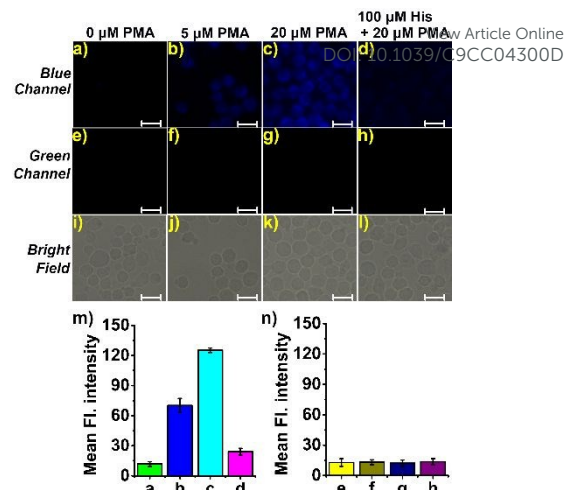 0 µM PMA 5 µM PMA 20 µM PMA 100 µM His + 20 µM PMA
View Article Online
DOI: 10.1039/C9CC04300D
Blue Channel a) b) c) d)
Green Channel e) f) g) h)
Bright Field i) j) k) l)
m) n)
Mean Fl. intensity
150
120
90
60
30
0
a b c d
Mean Fl. intensity
150
120
90
60
30
0
e f g h